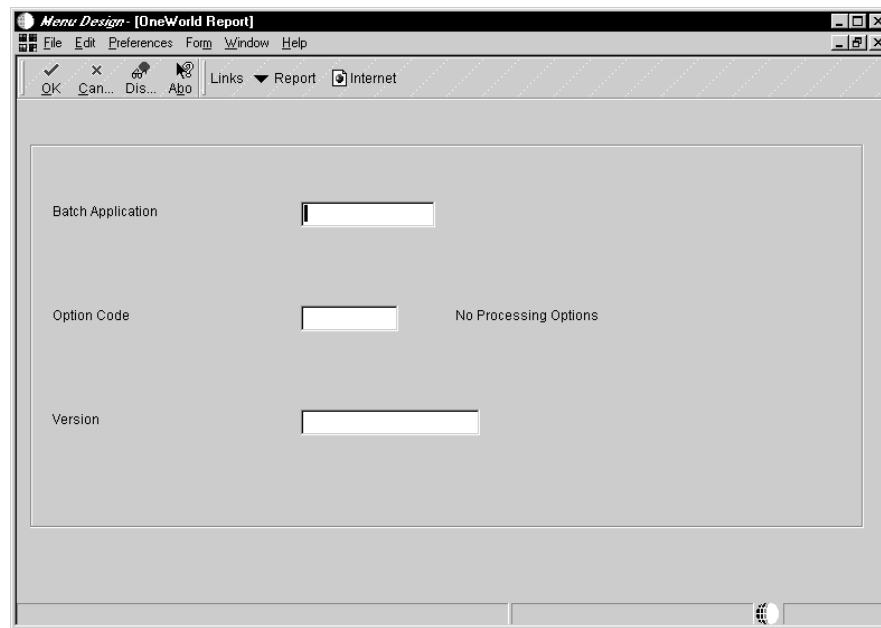 Menu Design - [OneWorld Report]
File Edit Preferences Form Window Help
OK Can... Dis... Abo Links Report Internet
Batch Application
Option Code No Processing Options
Version